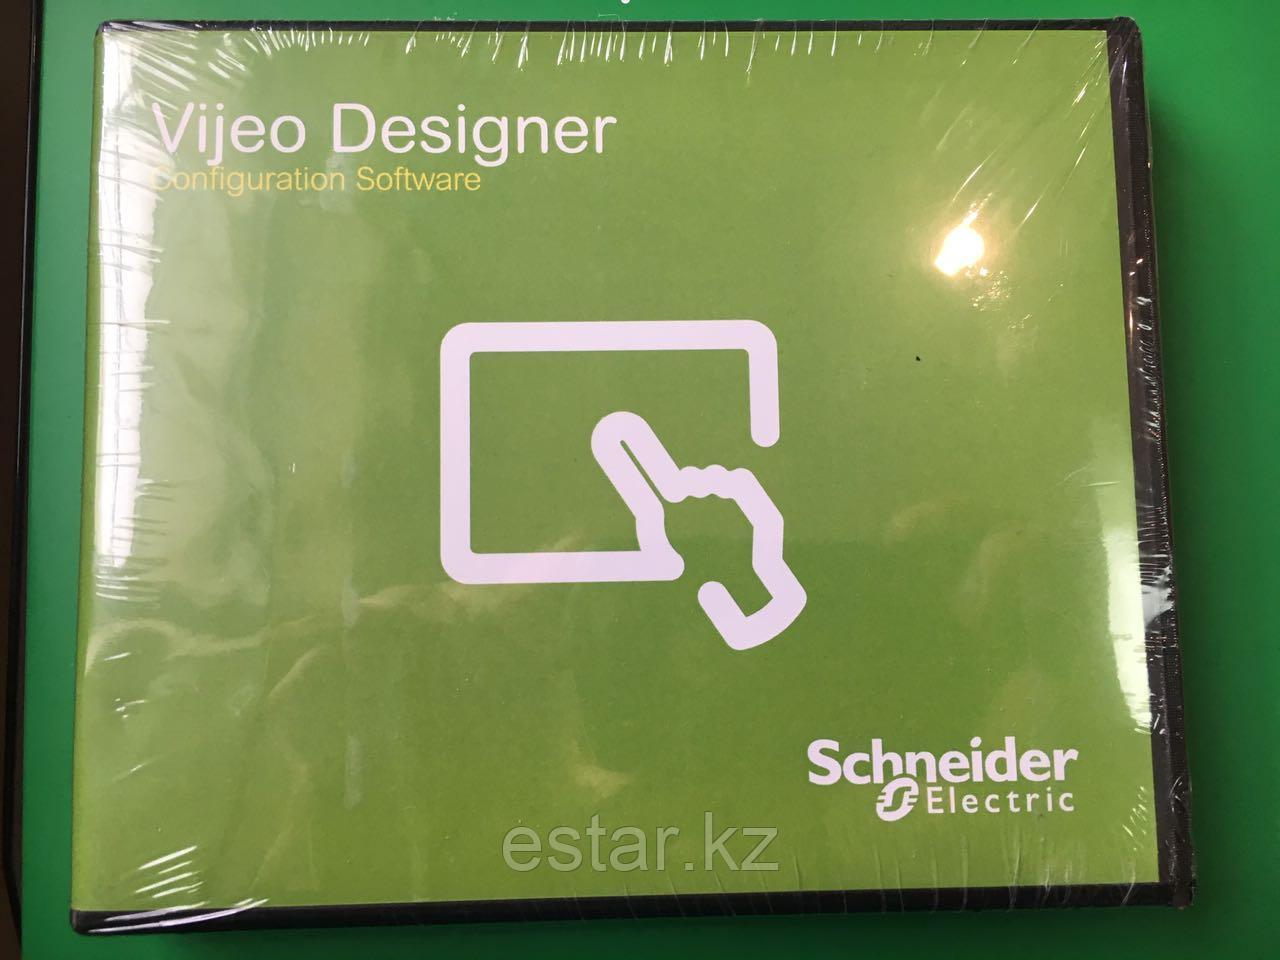 Vijeo Designer
Configuration Software
Schneider
Electric
estar.kz